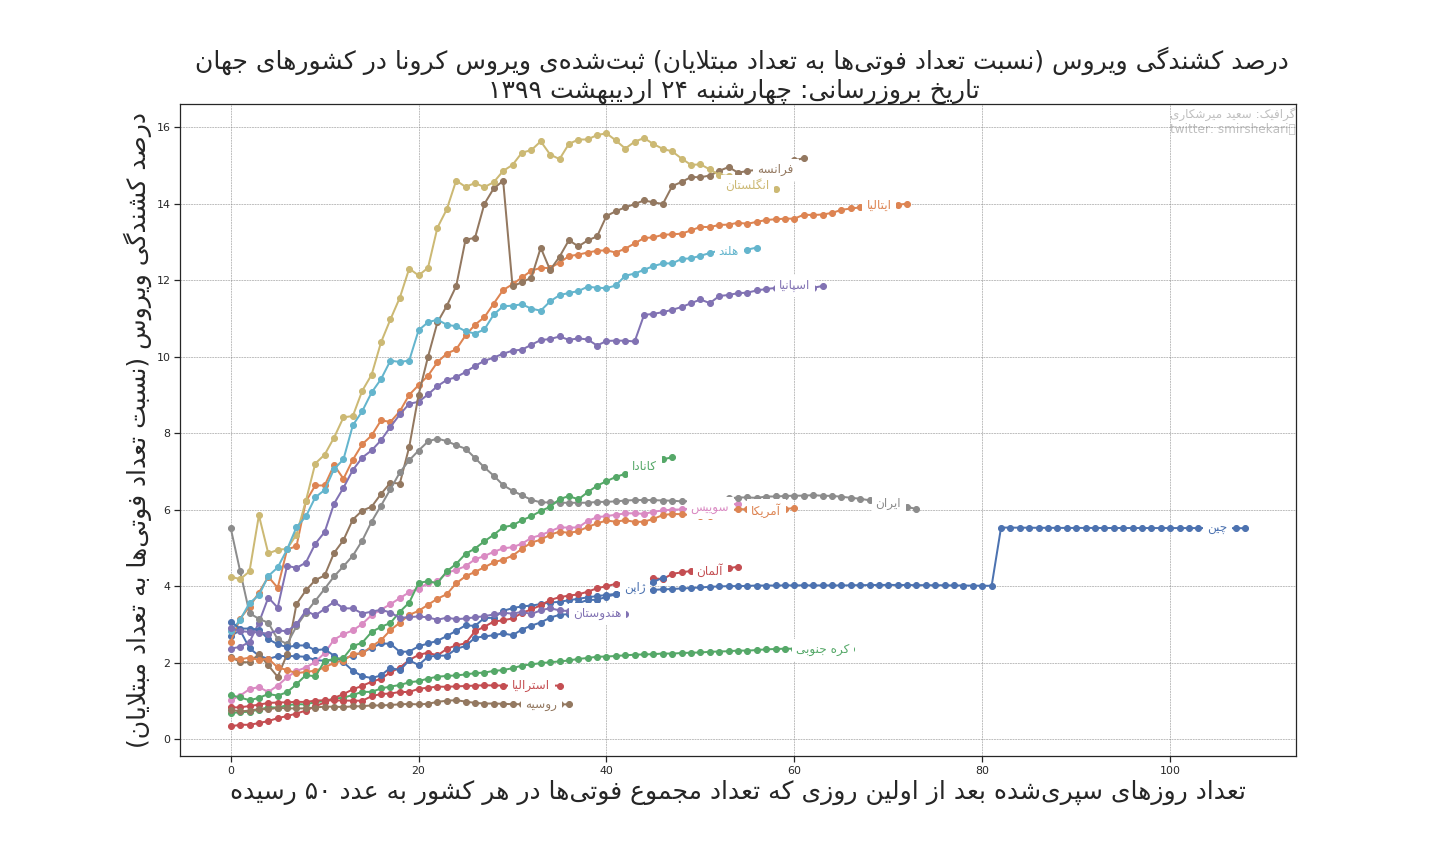 درصد کشندگی ویروس (نسبت تعداد فوتی‌ها به تعداد مبتلایان) ثبت‌شده‌ی ویروس کرونا در کشورهای جهان
تاریخ بروزرسانی: چهارشنبه ۲۴ اردیبهشت ۱۳۹۹
گرافیک: سعید میرشکاری
twitter: smirshekari
درصد کشندگی ویروس (نسبت تعداد فوتی‌ها به تعداد مبتلایان)
16
14
12
10
8
6
4
2
0
فرانسه
انگلستان
ایتالیا
هلند
اسپانیا
کانادا
ایران
سوییس
آمریکا
چین
آلمان
ژاپن
هندوستان
کره جنوبی
استرالیا
روسیه
0 20 40 60 80 100
تعداد روزهای سپری‌شده بعد از اولین روزی که تعداد مجموع فوتی‌ها در هر کشور به عدد ۵۰ رسیده